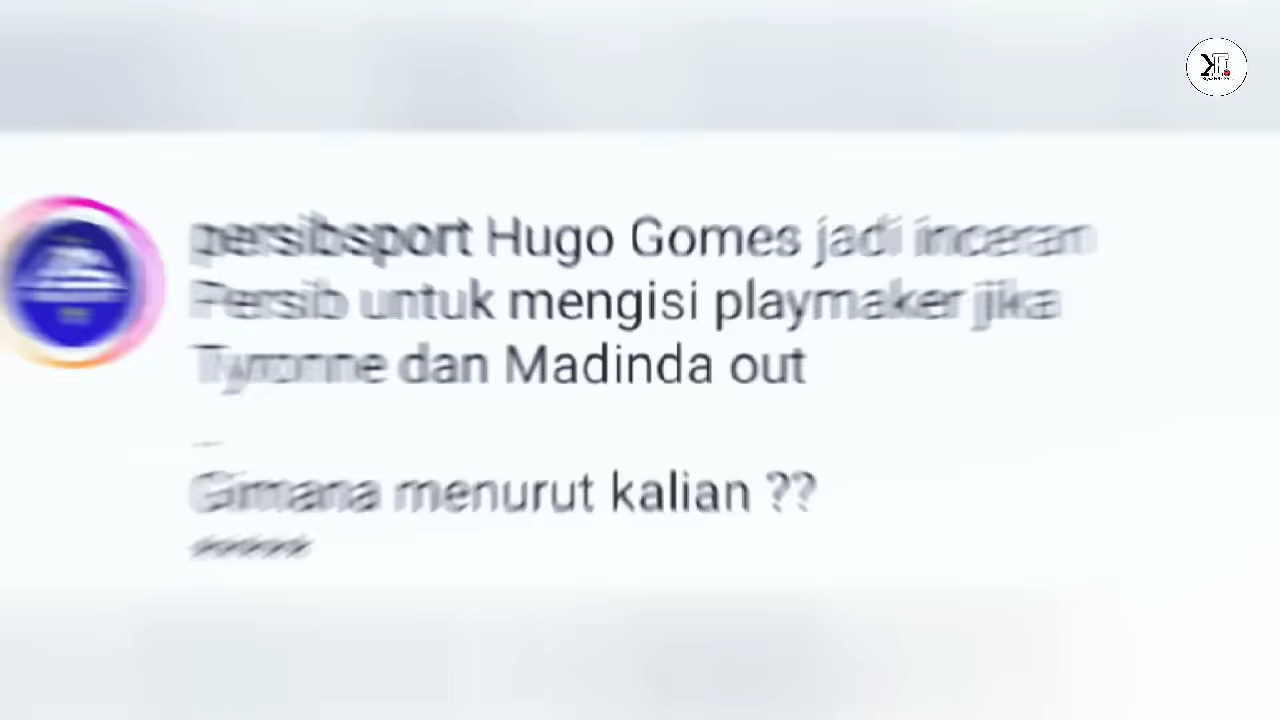 persibsport Hugo Gomes jadi inceran
Persib untuk mengisi playmaker jika
Tyronne dan Madinda out
_
Gimana menurut kalian ??
*****